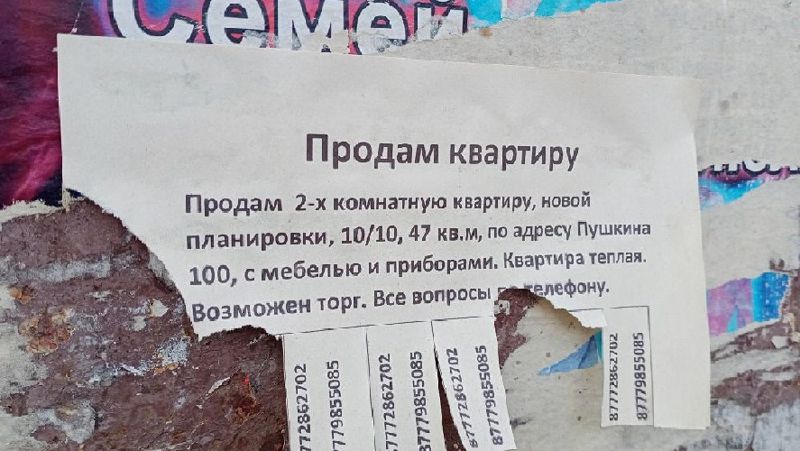 Семей
Продам квартиру
Продам 2-х комнатную квартиру, новой
планировки, 10/10, 47 кв.м, по адресу Пушкина
100, с мебелью и приборами. Квартира теплая.
Возможен торг. Все вопросы по телефону.
87772862702
87779855085
87772862702
87779855085
87772862702
87779855085
87772862702
87779855085